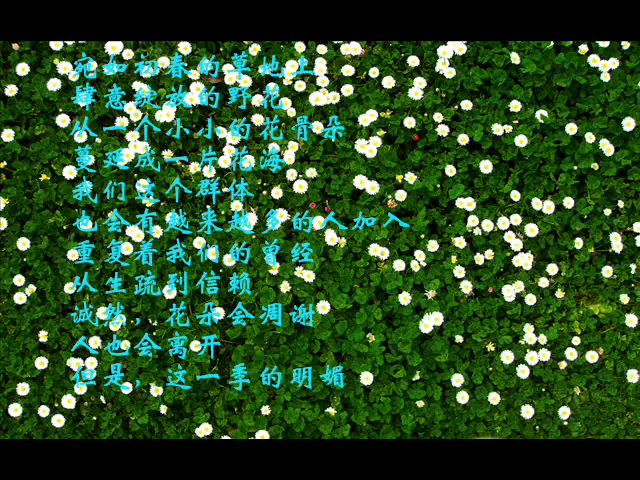 宛如初春的草地上
肆意绽放的野花
从一个小小的花骨朵
蔓延成一片花海
我们这个群体
也会有越来越多的人加入
重复着我们的曾经
从生疏到信赖
诚然，花朵会凋谢
人也会离开
但是，这一季的明媚